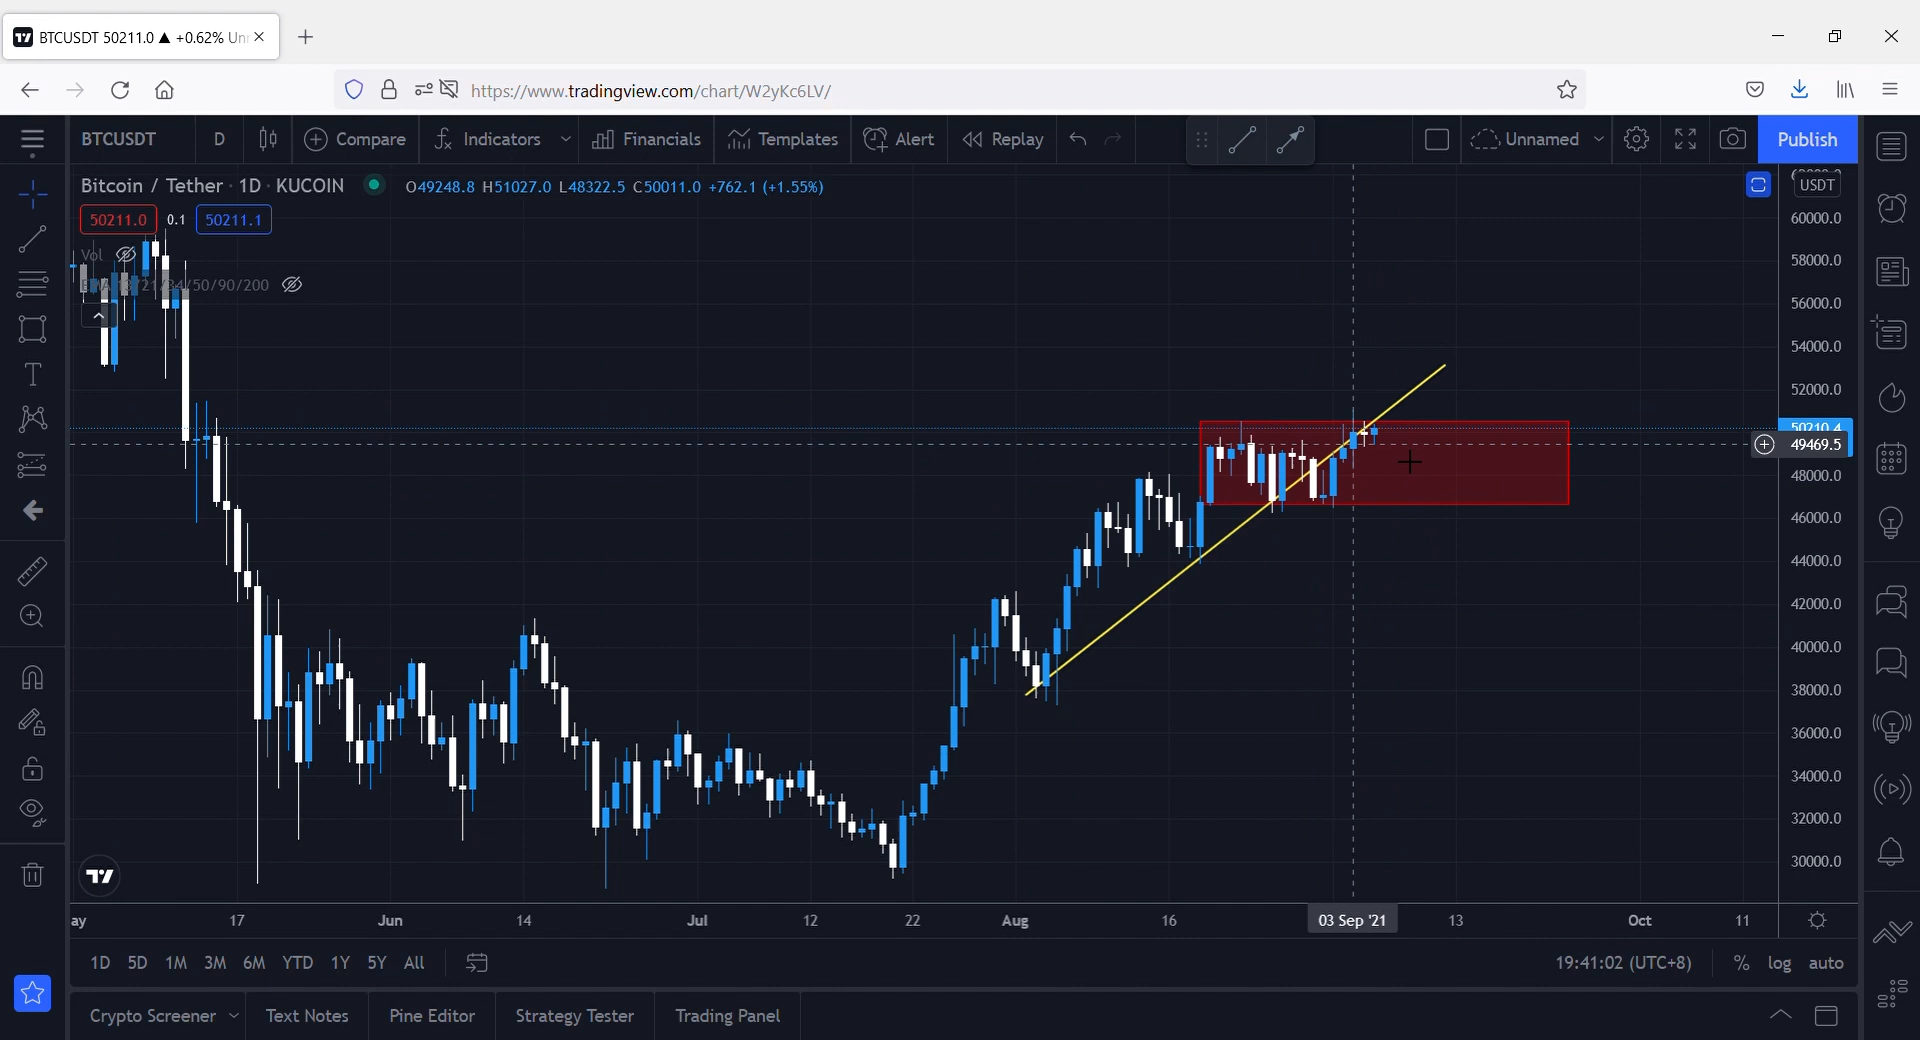 BTCUSDT 50211.0 ▲ +0.62% Un
https://www.tradingview.com/chart/W2yKc6LV/
BTCUSDT D Compare Indicators Financials Templates Alert Replay Unnamed Publish
Bitcoin / Tether · 1D · KUCOIN O49248.8 H51027.0 L48322.5 C50011.0 +762.1 (+1.55%)
USDT
50211.0 0.1 50211.1
Vol
/50/90/200
60000.0
58000.0
56000.0
54000.0
52000.0
50210.4
49469.5
48000.0
46000.0
44000.0
42000.0
40000.0
38000.0
36000.0
34000.0
32000.0
30000.0
ay 17 Jun 14 Jul 12 22 Aug 16 03 Sep '21 13 Oct 11
1D 5D 1M 3M 6M YTD 1Y 5Y All 19:41:02 (UTC+8) % log auto
Crypto Screener Text Notes Pine Editor Strategy Tester Trading Panel